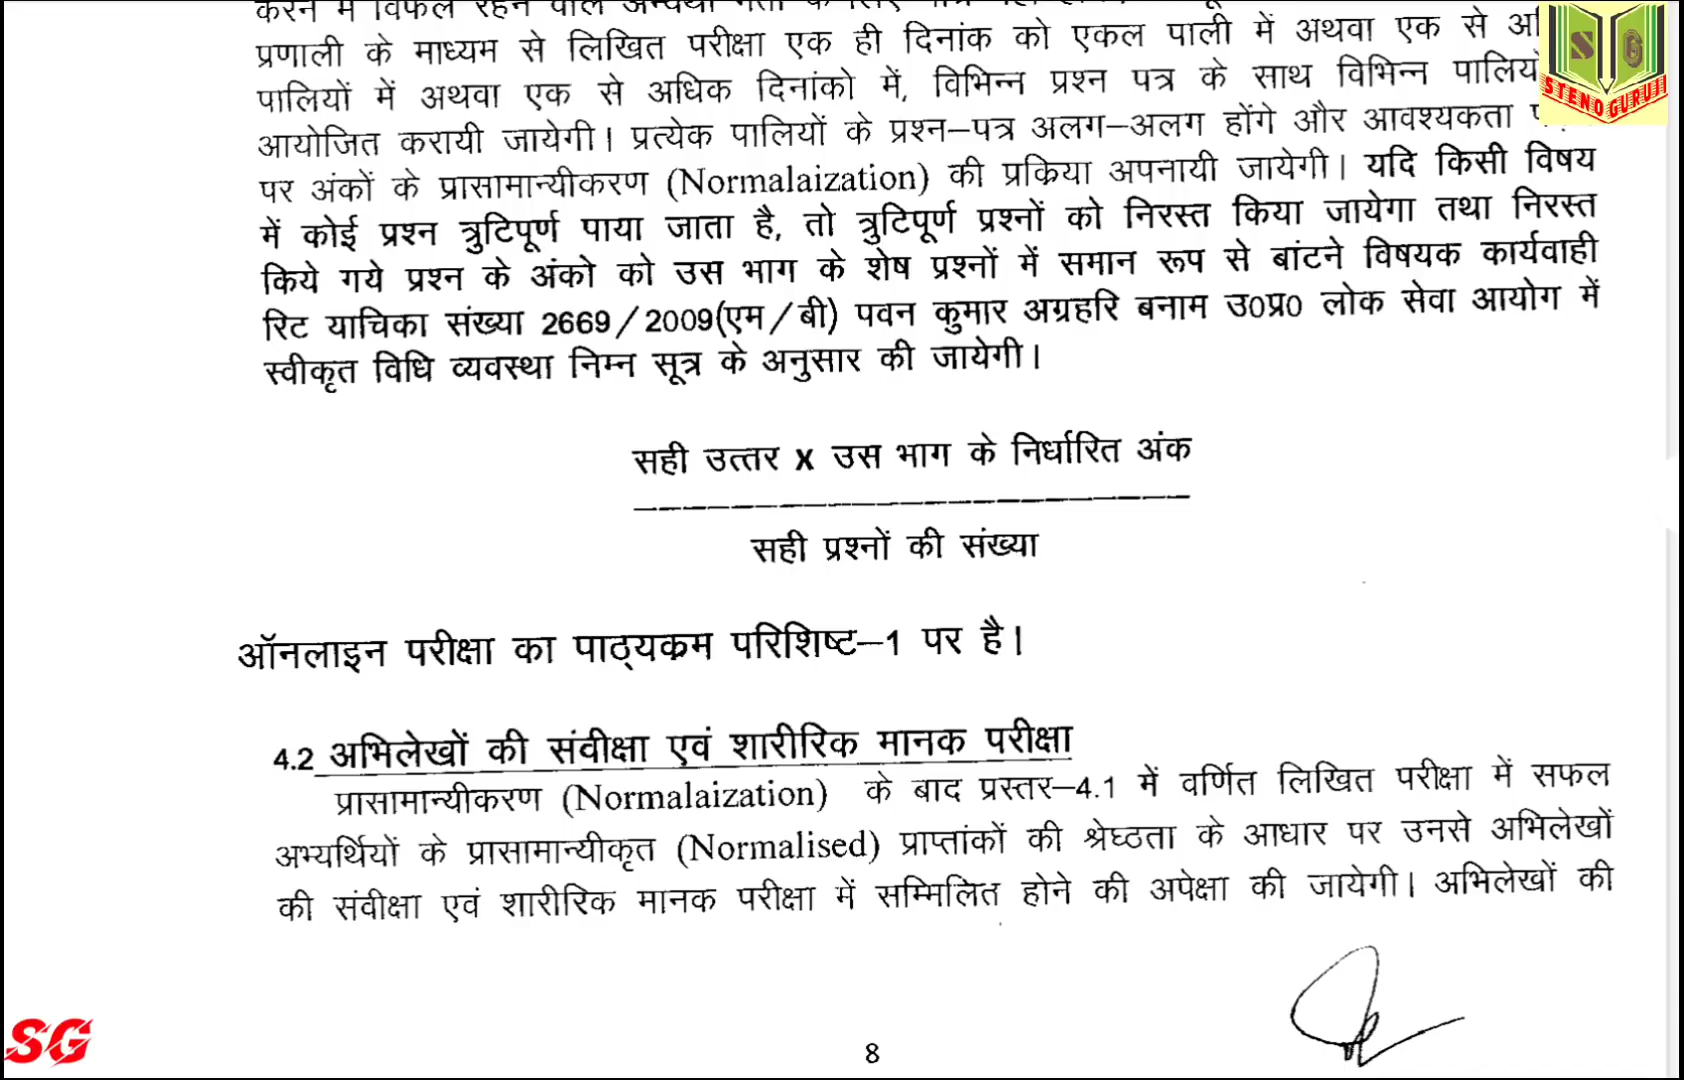 प्रणाली के माध्यम से लिखित परीक्षा एक ही दिनांक को एकल पाली में अथवा एक से
पालियों में अथवा एक से अधिक दिनांको में, विभिन्न प्रश्न पत्र के साथ विभिन्न
आयोजित करायी जायेगी। प्रत्येक पालियों के प्रश्न–पत्र अलग–अलग होंगे और आवश्यकता
पर अंकों के प्रासामान्यीकरण (Normalaization) की प्रक्रिया अपनायी जायेगी। यदि किसी विषय
में कोई प्रश्न त्रुटिपूर्ण पाया जाता है, तो त्रुटिपूर्ण प्रश्नों को निरस्त किया जायेगा तथा निरस्त
किये गये प्रश्न के अंको को उस भाग के शेष प्रश्नों में समान रूप से बांटने विषयक कार्यवाही
रिट याचिका संख्या 2669/2009(एम/बी) पवन कुमार अग्रहरि बनाम उ0प्र0 लोक सेवा आयोग में
स्वीकृत विधि व्यवस्था निम्न सूत्र के अनुसार की जायेगी।
सही उत्तर X उस भाग के निर्धारित अंक
सही प्रश्नों की संख्या
ऑनलाइन परीक्षा का पाठ्यकम परिशिष्ट–1 पर है।
4.2 अभिलेखों की संवीक्षा एवं शारीरिक मानक परीक्षा
प्रासामान्यीकरण (Normalaization) के बाद प्रस्तर–4.1 में वर्णित लिखित परीक्षा में सफल
अभ्यर्थियों के प्रासामान्यीकृत (Normalised) प्राप्तांकों की श्रेष्ठता के आधार पर उनसे अभिलेखों
की संवीक्षा एवं शारीरिक मानक परीक्षा में सम्मिलित होने की अपेक्षा की जायेगी। अभिलेखों की
8
SG
STENO GURUJI
SG